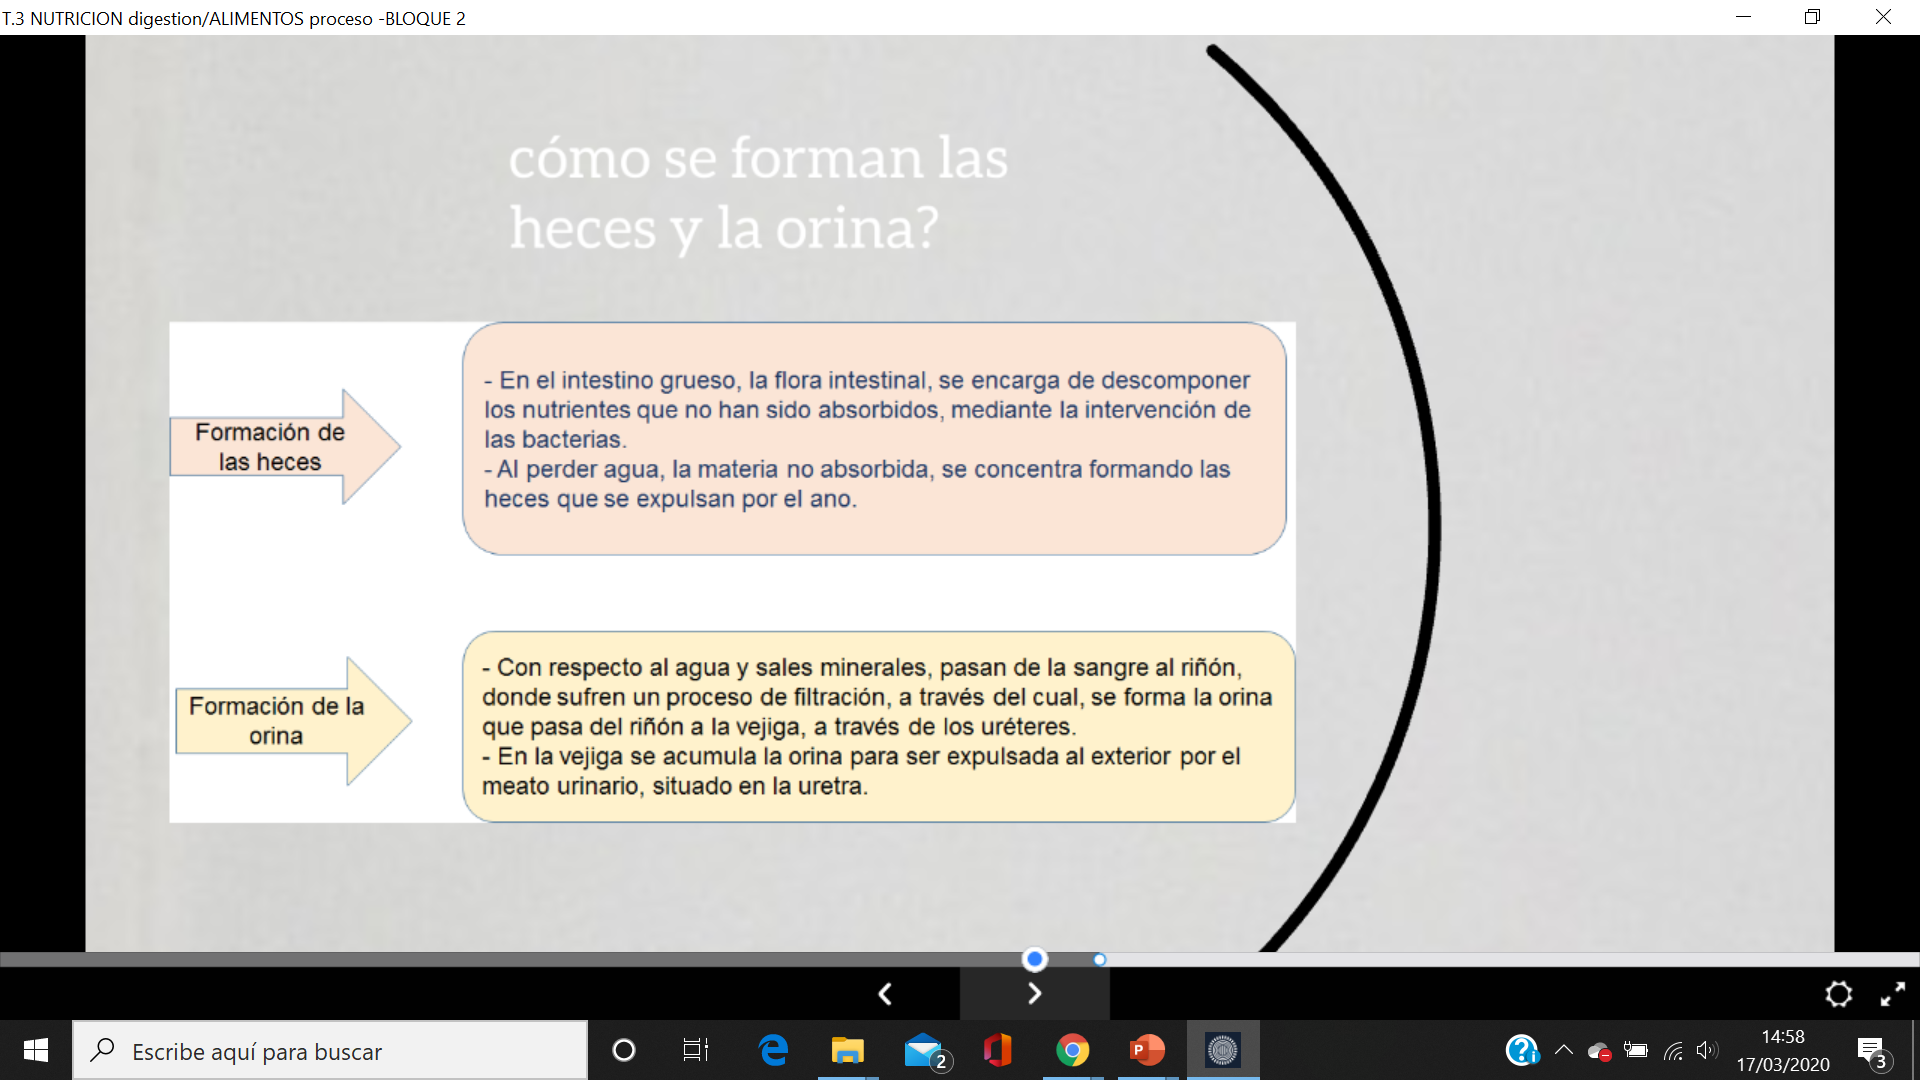 T.3 NUTRICION digestion/ALIMENTOS proceso -BLOQUE 2
cómo se forman las
heces y la orina?
Formación de
las heces
- En el intestino grueso, la flora intestinal, se encarga de descomponer
los nutrientes que no han sido absorbidos, mediante la intervención de
las bacterias.
- Al perder agua, la materia no absorbida, se concentra formando las
heces que se expulsan por el ano.
Formación de la
orina
- Con respecto al agua y sales minerales, pasan de la sangre al riñón,
donde sufren un proceso de filtración, a través del cual, se forma la orina
que pasa del riñón a la vejiga, a través de los uréteres.
- En la vejiga se acumula la orina para ser expulsada al exterior por el
meato urinario, situado en la uretra.
Escribe aquí para buscar
2
P
14:58
17/03/2020
3